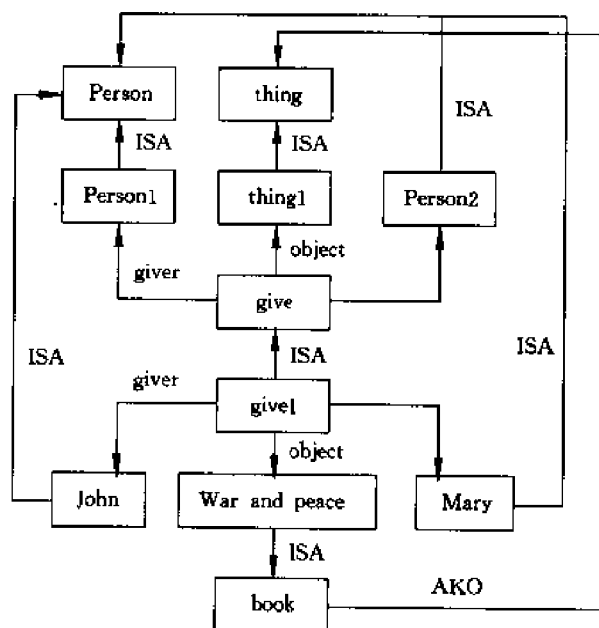 Person
thing
ISA
ISA
ISA
Person1
thing1
Person2
object
giver
give
ISA
ISA
ISA
giver
give1
object
John
War and peace
Mary
ISA
AKO
book